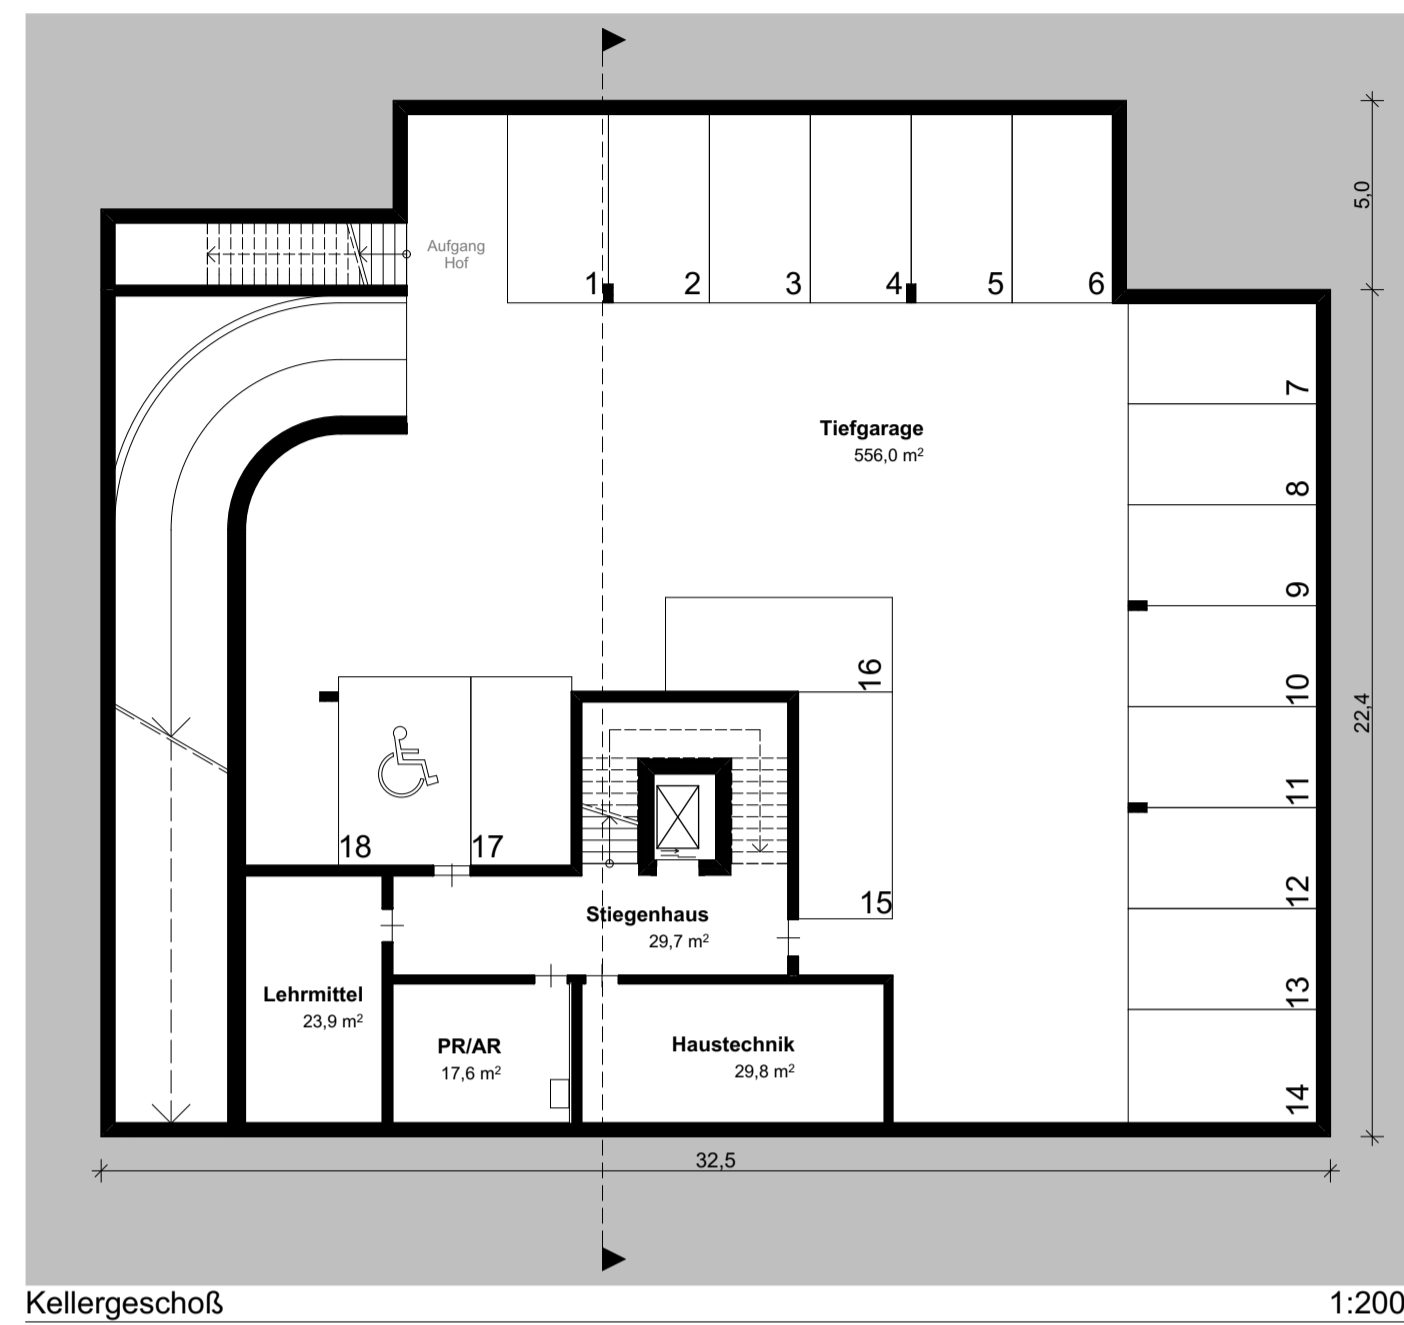 5,0
Aufgang
Hof
1
2
3
4
5
6
7
Tiefgarage
556,0 m²
8
9
16
10
22,4
11
18
17
12
15
Stiegenhaus
29,7 m²
Lehrmittel
23,9 m²
13
PR/AR
17,6 m²
Haustechnik
29,8 m²
14
32,5
Kellergeschoß
1:200